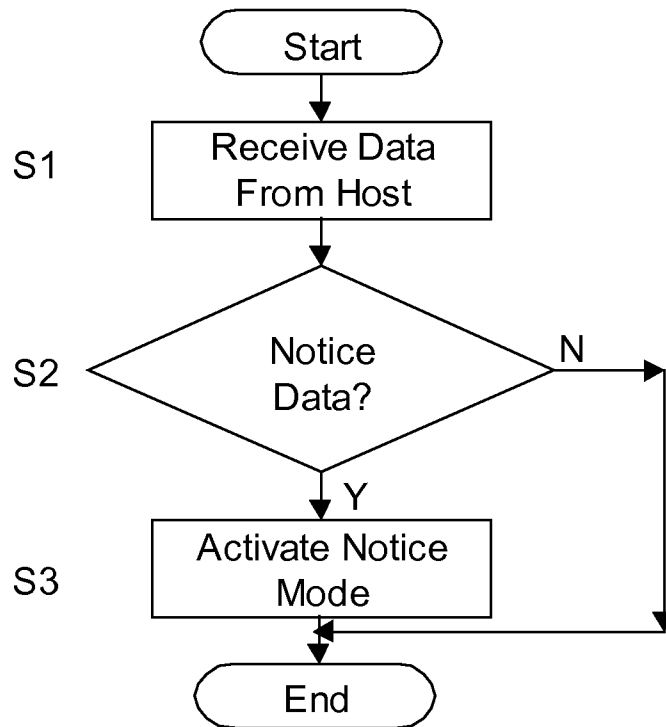 Start
S1
Receive Data
From Host
S2
Notice
Data?
N
Y
S3
Activate Notice
Mode
End